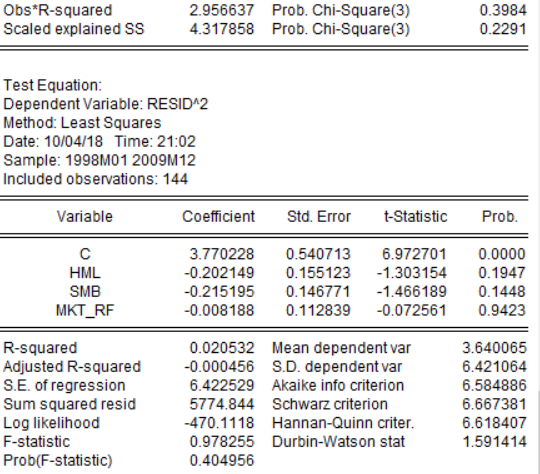 Obs*R-squared 2.956637 Prob. Chi-Square(3) 0.3984
Scaled explained SS 4.317858 Prob. Chi-Square(3) 0.2291
Test Equation:
Dependent Variable: RESID^2
Method: Least Squares
Date: 10/04/18 Time: 21:02
Sample: 1998M01 2009M12
Included observations: 144
Variable Coefficient Std. Error t-Statistic Prob.
C 3.770228 0.540713 6.972701 0.0000
HML -0.202149 0.155123 -1.303154 0.1947
SMB -0.215195 0.146771 -1.466189 0.1448
MKT_RF -0.008188 0.112839 -0.072561 0.9423
R-squared 0.020532 Mean dependent var 3.640065
Adjusted R-squared -0.000456 S.D. dependent var 6.421064
S.E. of regression 6.422529 Akaike info criterion 6.584886
Sum squared resid 5774.844 Schwarz criterion 6.667381
Log likelihood -470.1118 Hannan-Quinn criter. 6.618407
F-statistic 0.978255 Durbin-Watson stat 1.591414
Prob(F-statistic) 0.404956